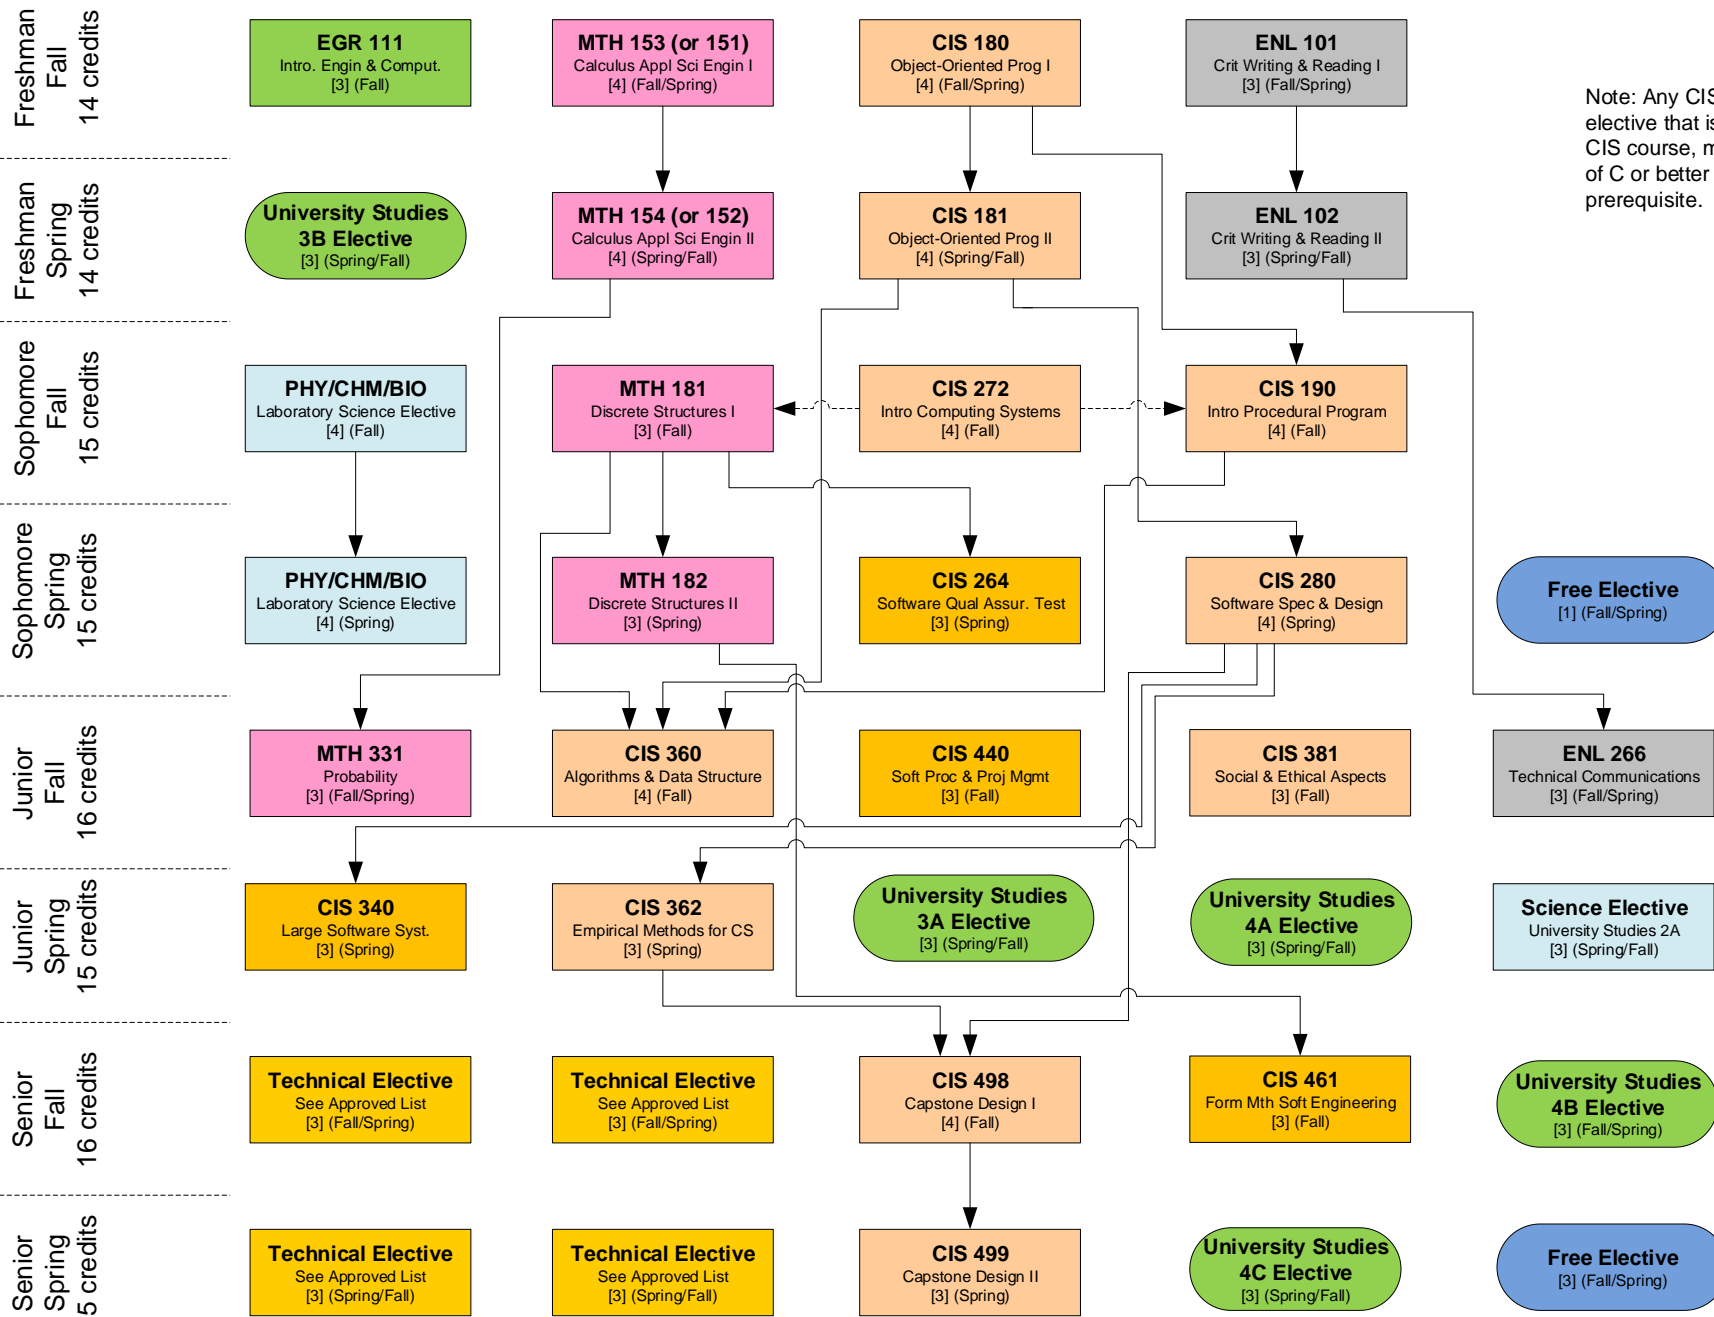 Freshman
Fall
14 credits
EGR 111
Intro. Engin & Comput.
[3] (Fall)
MTH 153 (or 151)
Calculus Appl Sci Engin I
[4] (Fall/Spring)
CIS 180
Object-Oriented Prog I
[4] (Fall/Spring)
ENL 101
Crit Writing & Reading I
[3] (Fall/Spring)
Note: Any CIS
elective that is
CIS course, m
of C or better
prerequisite.
Freshman
Spring
14 credits
University Studies
3B Elective
[3] (Spring/Fall)
MTH 154 (or 152)
Calculus Appl Sci Engin II
[4] (Spring/Fall)
CIS 181
Object-Oriented Prog II
[4] (Spring/Fall)
ENL 102
Crit Writing & Reading II
[3] (Spring/Fall)
Sophomore
Fall
15 credits
PHY/CHM/BIO
Laboratory Science Elective
[4] (Fall)
MTH 181
Discrete Structures I
[3] (Fall)
CIS 272
Intro Computing Systems
[4] (Fall)
CIS 190
Intro Procedural Program
[4] (Fall)
Sophomore
Spring
15 credits
PHY/CHM/BIO
Laboratory Science Elective
[4] (Spring)
MTH 182
Discrete Structures II
[3] (Spring)
CIS 264
Software Qual Assur. Test
[3] (Spring)
CIS 280
Software Spec & Design
[4] (Spring)
Free Elective
[1] (Fall/Spring)
Junior
Fall
16 credits
MTH 331
Probability
[3] (Fall/Spring)
CIS 360
Algorithms & Data Structure
[4] (Fall)
CIS 440
Soft Proc & Proj Mgmt
[3] (Fall)
CIS 381
Social & Ethical Aspects
[3] (Fall)
ENL 266
Technical Communications
[3] (Fall/Spring)
Junior
Spring
15 credits
CIS 340
Large Software Syst.
[3] (Spring)
CIS 362
Empirical Methods for CS
[3] (Spring)
University Studies
3A Elective
[3] (Spring/Fall)
University Studies
4A Elective
[3] (Spring/Fall)
Science Elective
University Studies 2A
[3] (Spring/Fall)
Senior
Fall
16 credits
Technical Elective
See Approved List
[3] (Fall/Spring)
Technical Elective
See Approved List
[3] (Fall/Spring)
CIS 498
Capstone Design I
[4] (Fall)
CIS 461
Form Mth Soft Engineering
[3] (Fall)
University Studies
4B Elective
[3] (Fall/Spring)
Senior
Spring
5 credits
Technical Elective
See Approved List
[3] (Spring/Fall)
Technical Elective
See Approved List
[3] (Spring/Fall)
CIS 499
Capstone Design II
[3] (Spring)
University Studies
4C Elective
[3] (Spring/Fall)
Free Elective
[3] (Fall/Spring)